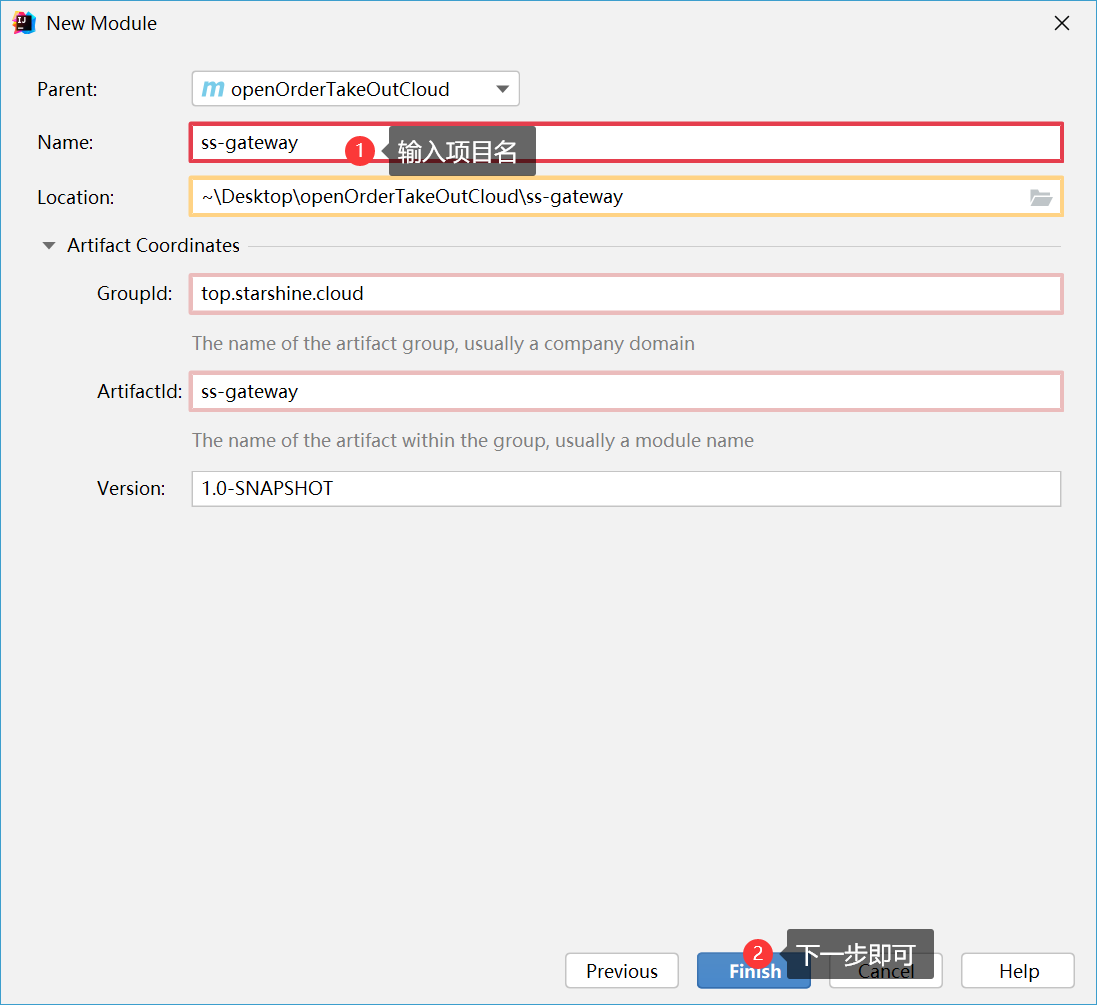 New Module
Parent: m openOrderTakeOutCloud
Name: ss-gateway 1 输入项目名
Location: ~\Desktop\openOrderTakeOutCloud\ss-gateway
Artifact Coordinates
GroupId: top.starshine.cloud
The name of the artifact group, usually a company domain
ArtifactId: ss-gateway
The name of the artifact within the group, usually a module name
Version: 1.0-SNAPSHOT
2 下一步即可
Previous Finish Cancel Help